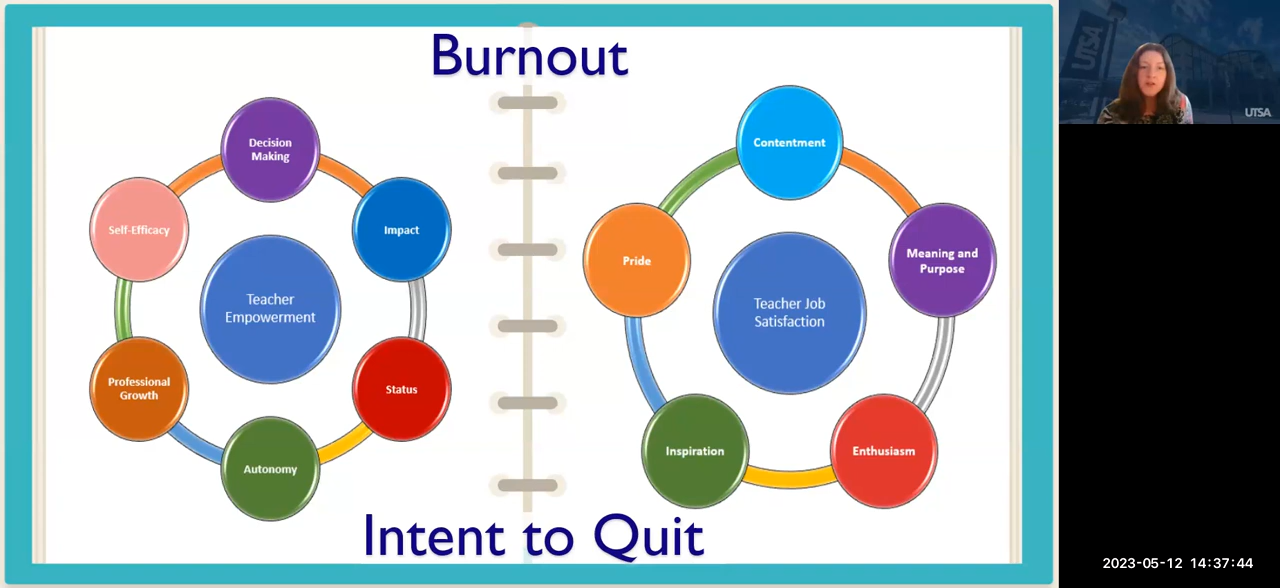 Burnout
Decision
Making
Self-Efficacy
Impact
Teacher
Empowerment
Professional
Growth
Status
Autonomy
Contentment
Pride
Meaning and
Purpose
Teacher Job
Satisfaction
Inspiration
Enthusiasm
Intent to Quit
UTSA
UTSA
2023-05-12 14:37:44